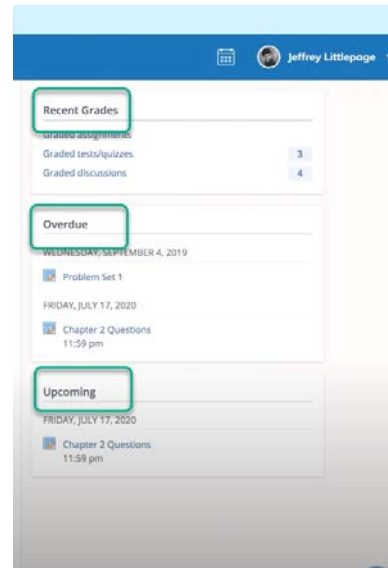 Jeffrey Littlepage
Recent Grades
Graded assignments
Graded tests/quizzes 3
Graded discussions 4
Overdue
WEDNESDAY, SEPTEMBER 4, 2019
Problem Set 1
FRIDAY, JULY 17, 2020
Chapter 2 Questions
11:59 pm
Upcoming
FRIDAY, JULY 17, 2020
Chapter 2 Questions
11:59 pm